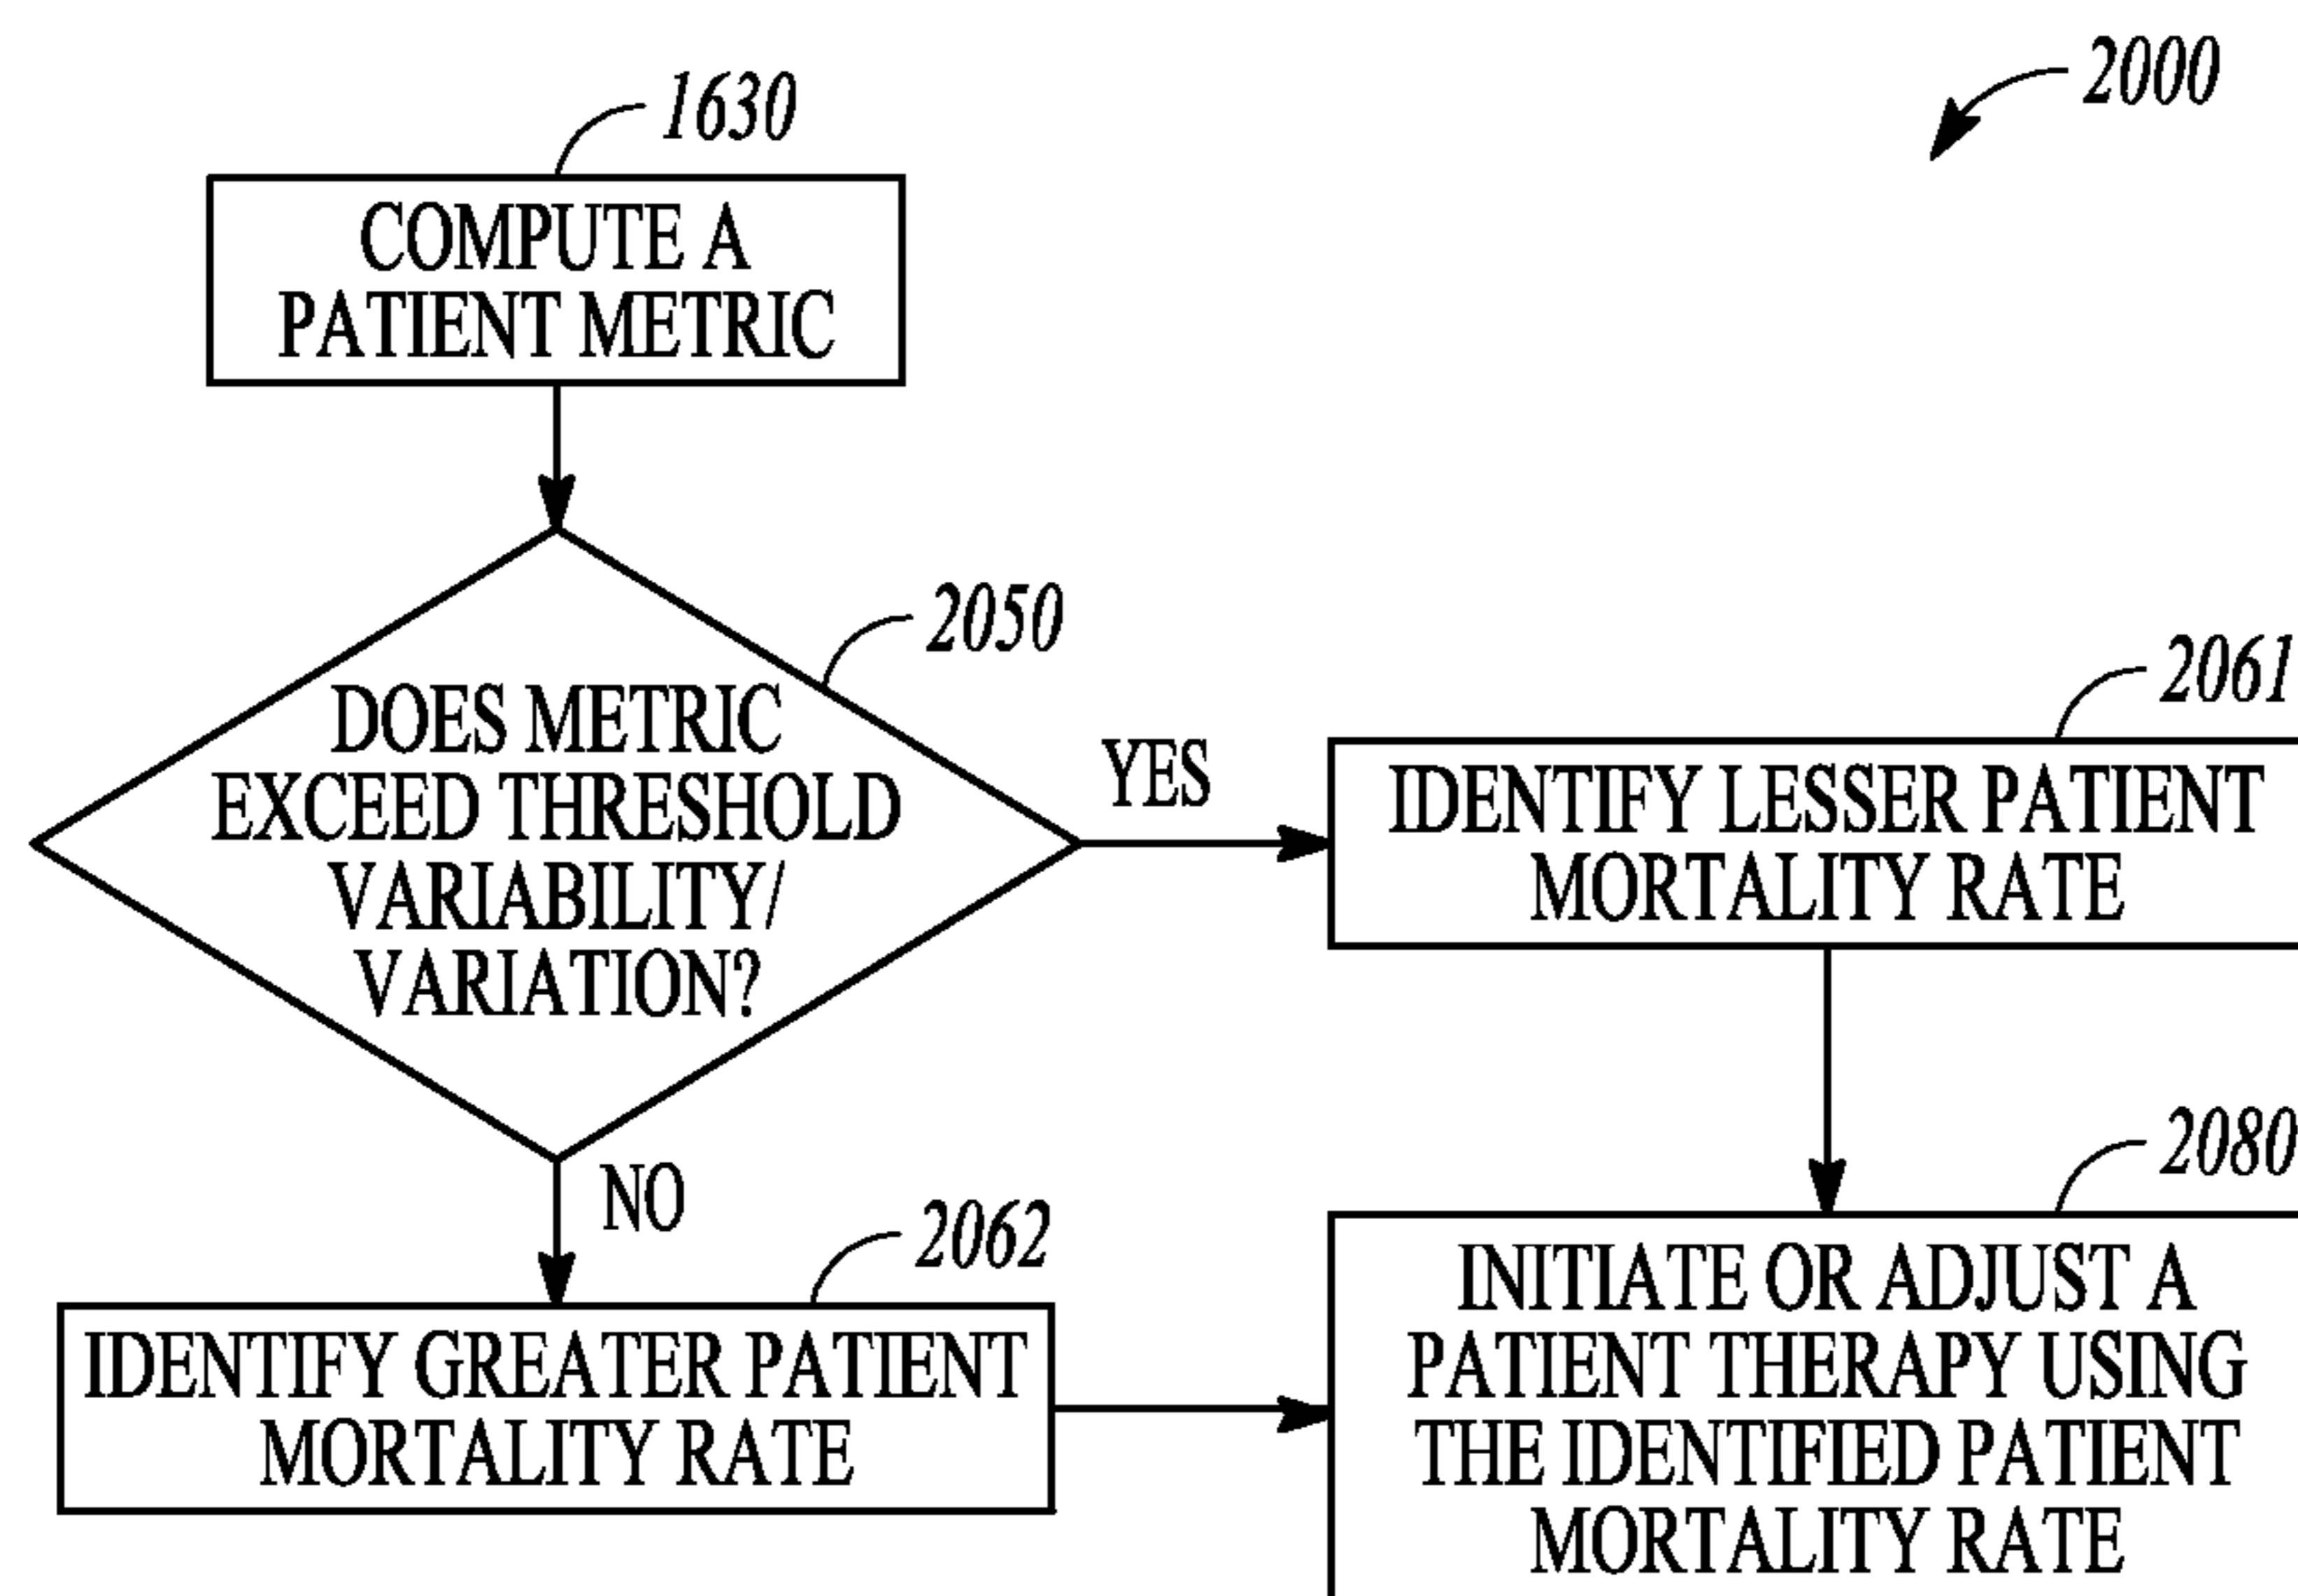 2000
1630
COMPUTE A
PATIENT METRIC
2050
DOES METRIC
EXCEED THRESHOLD
VARIABILITY/
VARIATION?
YES
2061
IDENTIFY LESSER PATIENT
MORTALITY RATE
NO
2062
IDENTIFY GREATER PATIENT
MORTALITY RATE
2080
INITIATE OR ADJUST A
PATIENT THERAPY USING
THE IDENTIFIED PATIENT
MORTALITY RATE